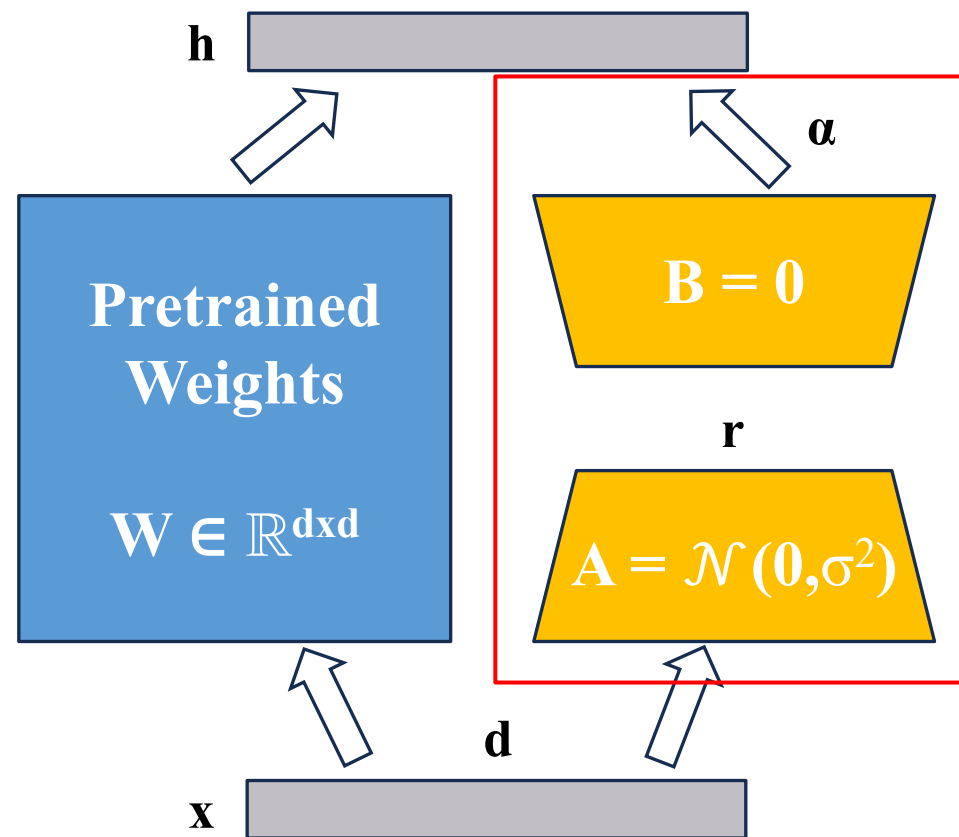 h
α
Pretrained
Weights
W ∈ ℝᵈˣᵈ
B = 0
r
A = 𝒩 (0,σ²)
d
x